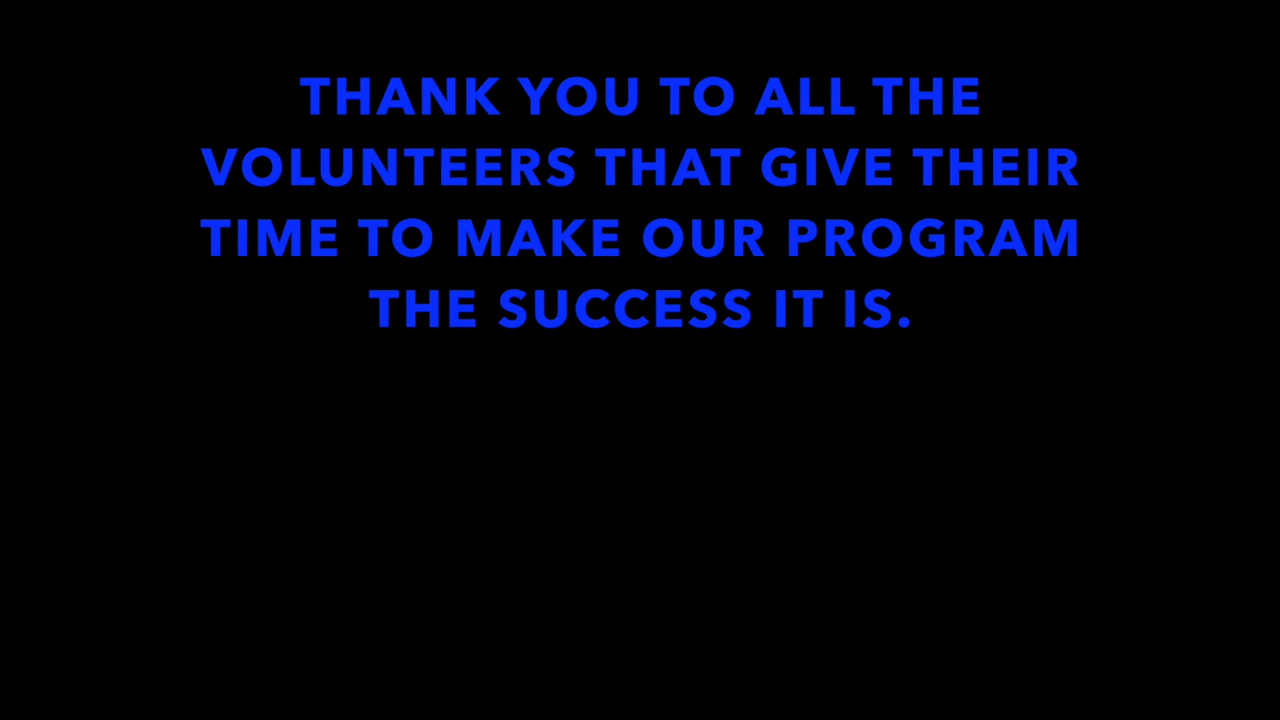 THANK YOU TO ALL THE
VOLUNTEERS THAT GIVE THEIR
TIME TO MAKE OUR PROGRAM
THE SUCCESS IT IS.